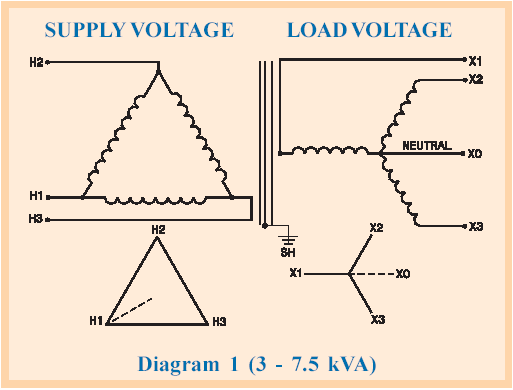 SUPPLY VOLTAGE
LOAD VOLTAGE
H2
H1
H3
X1
X2
NEUTRAL
X0
X3
SH
H2
H1
H3
X2
X1
X0
X3
Diagram 1 (3 - 7.5 kVA)